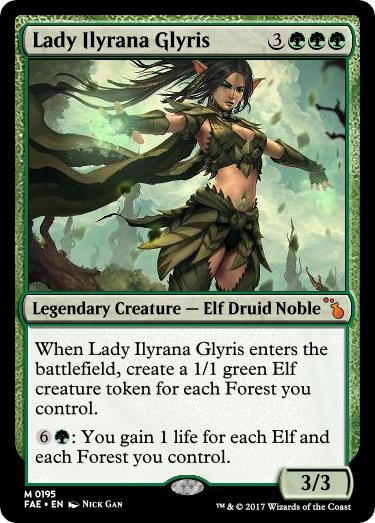 Lady Ilyrana Glyris 3
Legendary Creature — Elf Druid Noble
When Lady Ilyrana Glyris enters the
battlefield, create a 1/1 green Elf
creature token for each Forest you
control.
6: You gain 1 life for each Elf and
each Forest you control.
3/3
M 0195
FAE • EN Nick Gan
™ & © 2017 Wizards of the Coast